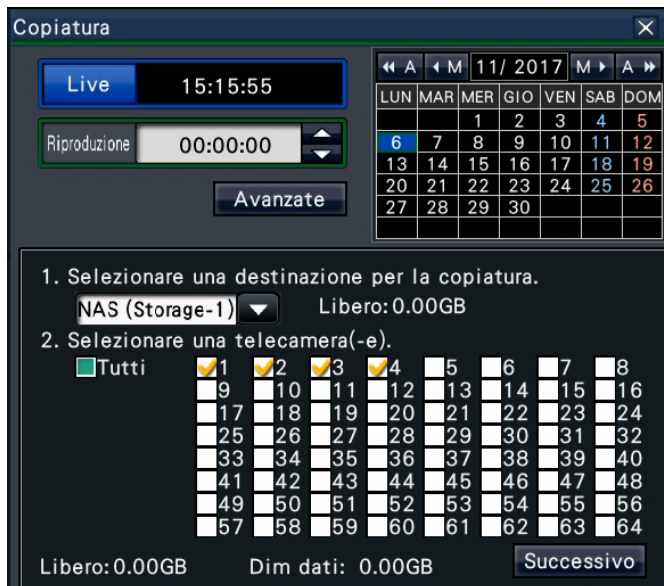 Copiatura
Live 15:15:55
Riproduzione 00:00:00
Avanzate
A M 11/ 2017 M A
LUN MAR MER GIO VEN SAB DOM
1 2 3 4 5
6 7 8 9 10 11 12
13 14 15 16 17 18 19
20 21 22 23 24 25 26
27 28 29 30
1. Selezionare una destinazione per la copiatura.
NAS (Storage-1) Libero: 0.00GB
2. Selezionare una telecamera(-e).
Tutti 1 2 3 4 5 6 7 8
9 10 11 12 13 14 15 16
17 18 19 20 21 22 23 24
25 26 27 28 29 30 31 32
33 34 35 36 37 38 39 40
41 42 43 44 45 46 47 48
49 50 51 52 53 54 55 56
57 58 59 60 61 62 63 64
Libero: 0.00GB Dim dati: 0.00GB Successivo